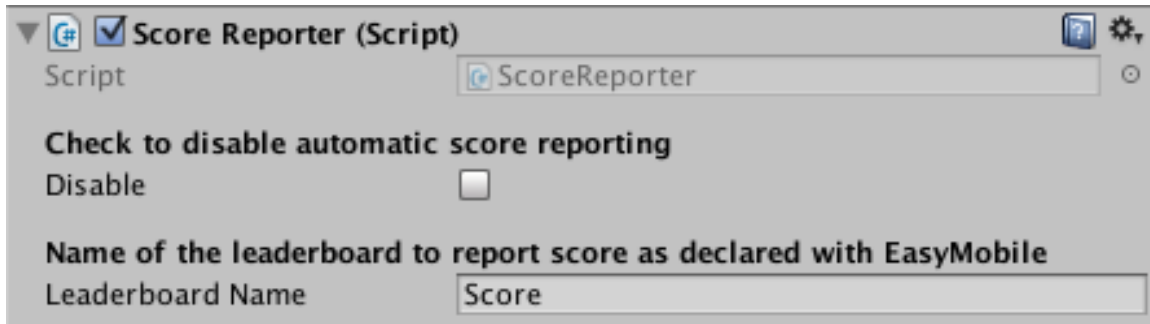 Score Reporter (Script)
Script ScoreReporter
Check to disable automatic score reporting
Disable
Name of the leaderboard to report score as declared with EasyMobile
Leaderboard Name Score